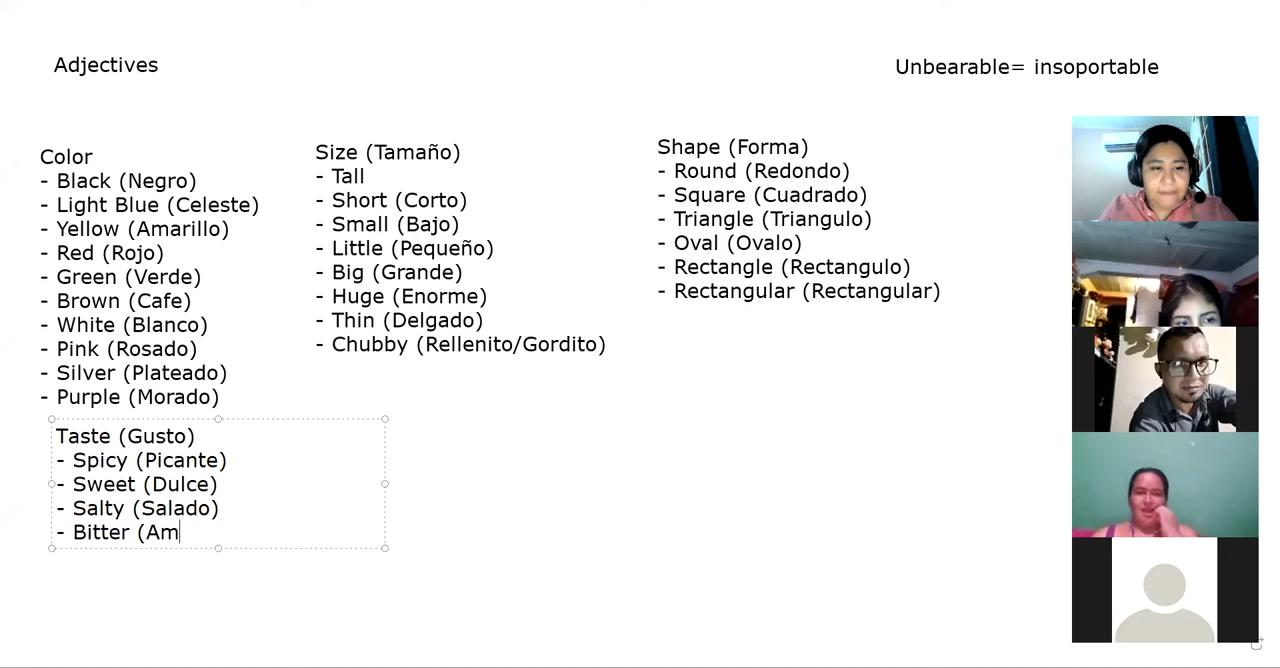 Adjectives
Unbearable= insoportable
Color
- Black (Negro)
- Light Blue (Celeste)
- Yellow (Amarillo)
- Red (Rojo)
- Green (Verde)
- Brown (Cafe)
- White (Blanco)
- Pink (Rosado)
- Silver (Plateado)
- Purple (Morado)
Size (Tamaño)
- Tall
- Short (Corto)
- Small (Bajo)
- Little (Pequeño)
- Big (Grande)
- Huge (Enorme)
- Thin (Delgado)
- Chubby (Rellenito/Gordito)
Shape (Forma)
- Round (Redondo)
- Square (Cuadrado)
- Triangle (Triangulo)
- Oval (Ovalo)
- Rectangle (Rectangulo)
- Rectangular (Rectangular)
Taste (Gusto)
- Spicy (Picante)
- Sweet (Dulce)
- Salty (Salado)
- Bitter (Am